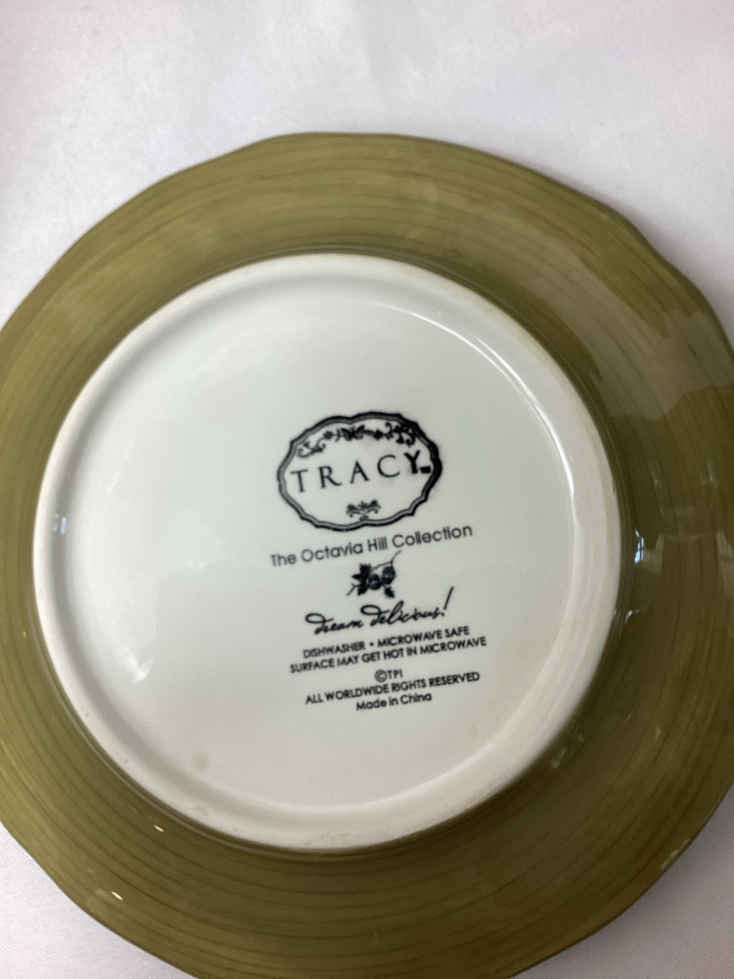 TRACY
The Octavia Hill Collection
dream delicious!
DISHWASHER • MICROWAVE SAFE
SURFACE MAY GET HOT IN MICROWAVE
©TPI
ALL WORLDWIDE RIGHTS RESERVED
Made in China